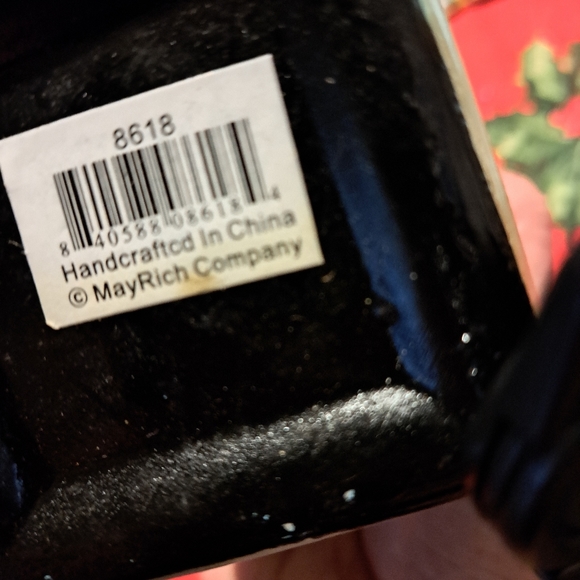 8618
8 40588 08618 4
Handcrafted In China
© MayRich Company